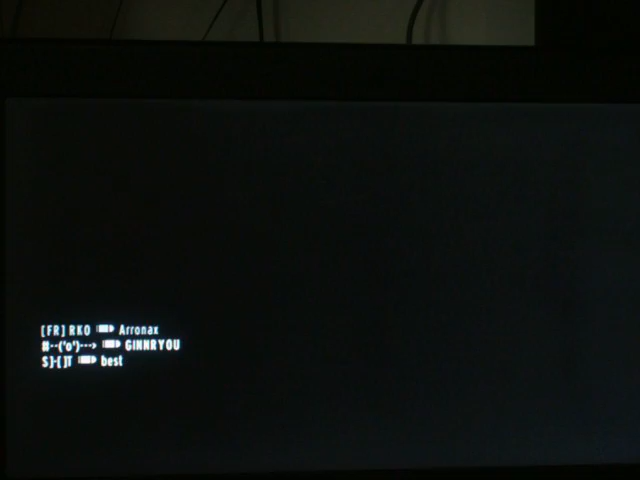 [FR] RKO Arronax
#--('o')---> GINNRYOU
S}-{ }T best